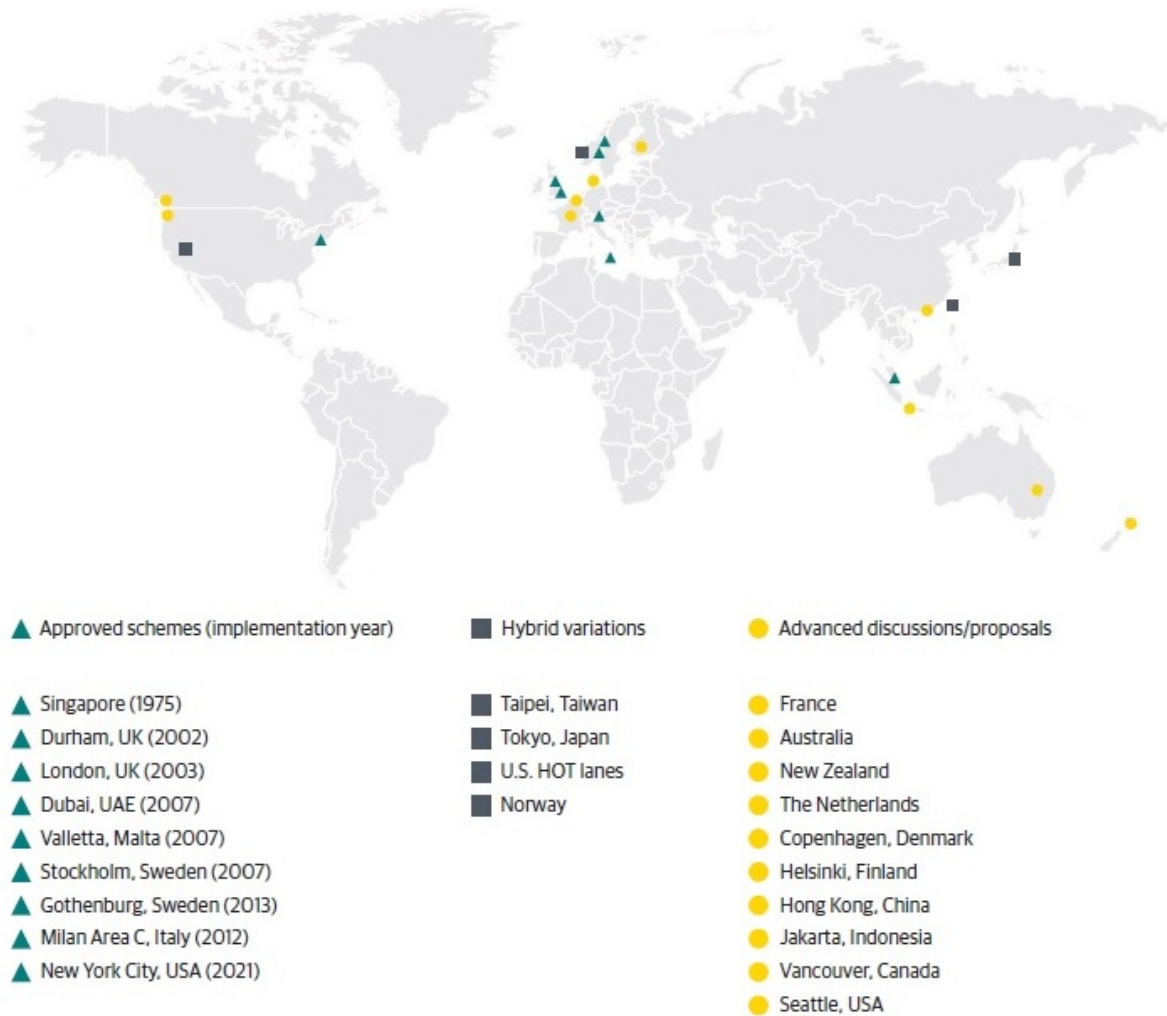 Approved schemes (implementation year)
Hybrid variations
Advanced discussions/proposals
Singapore (1975)
Durham, UK (2002)
London, UK (2003)
Dubai, UAE (2007)
Valletta, Malta (2007)
Stockholm, Sweden (2007)
Gothenburg, Sweden (2013)
Milan Area C, Italy (2012)
New York City, USA (2021)
Taipei, Taiwan
Tokyo, Japan
U.S. HOT lanes
Norway
France
Australia
New Zealand
The Netherlands
Copenhagen, Denmark
Helsinki, Finland
Hong Kong, China
Jakarta, Indonesia
Vancouver, Canada
Seattle, USA